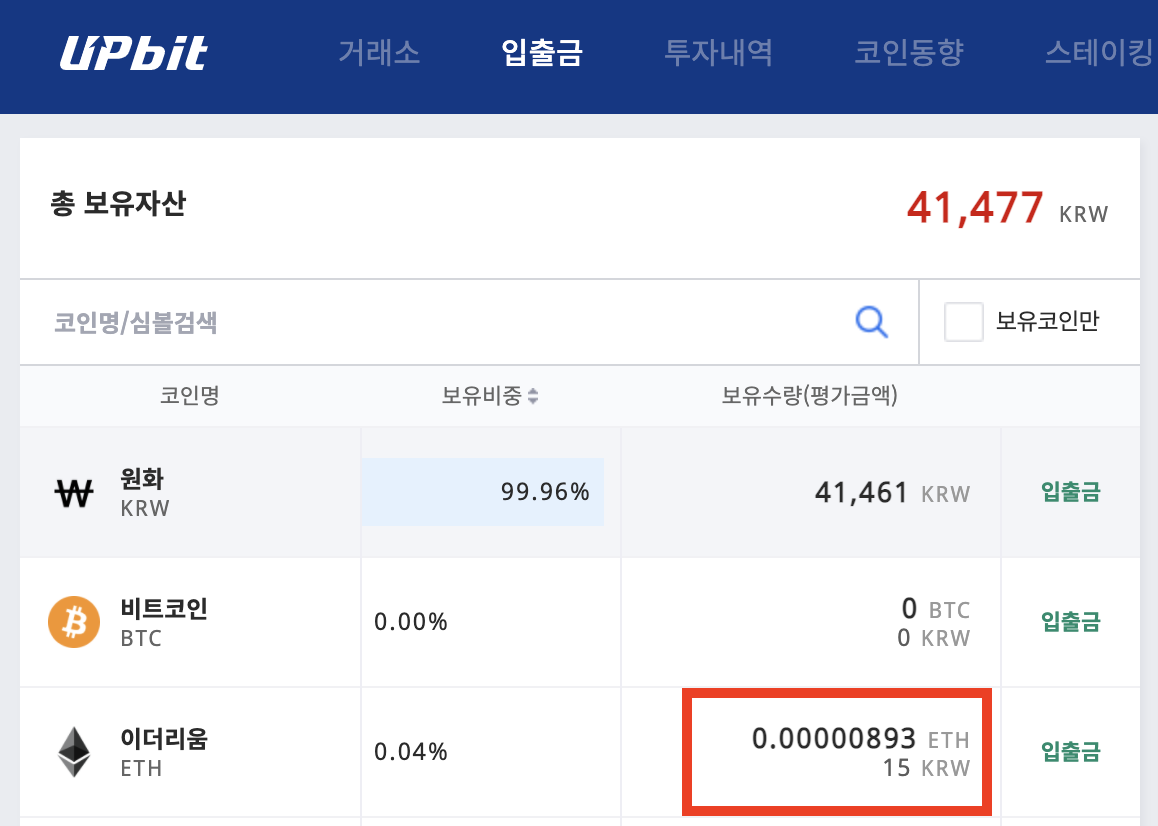 UPbit 거래소 입출금 투자내역 코인동향 스테이킹
총 보유자산 41,477 KRW
코인명/심볼검색 보유코인만
코인명 보유비중 보유수량(평가금액)
원화 99.96% 41,461 KRW 입출금
KRW
비트코인 0.00% 0 BTC 입출금
BTC 0 KRW
이더리움 0.04% 0.00000893 ETH 입출금
ETH 15 KRW